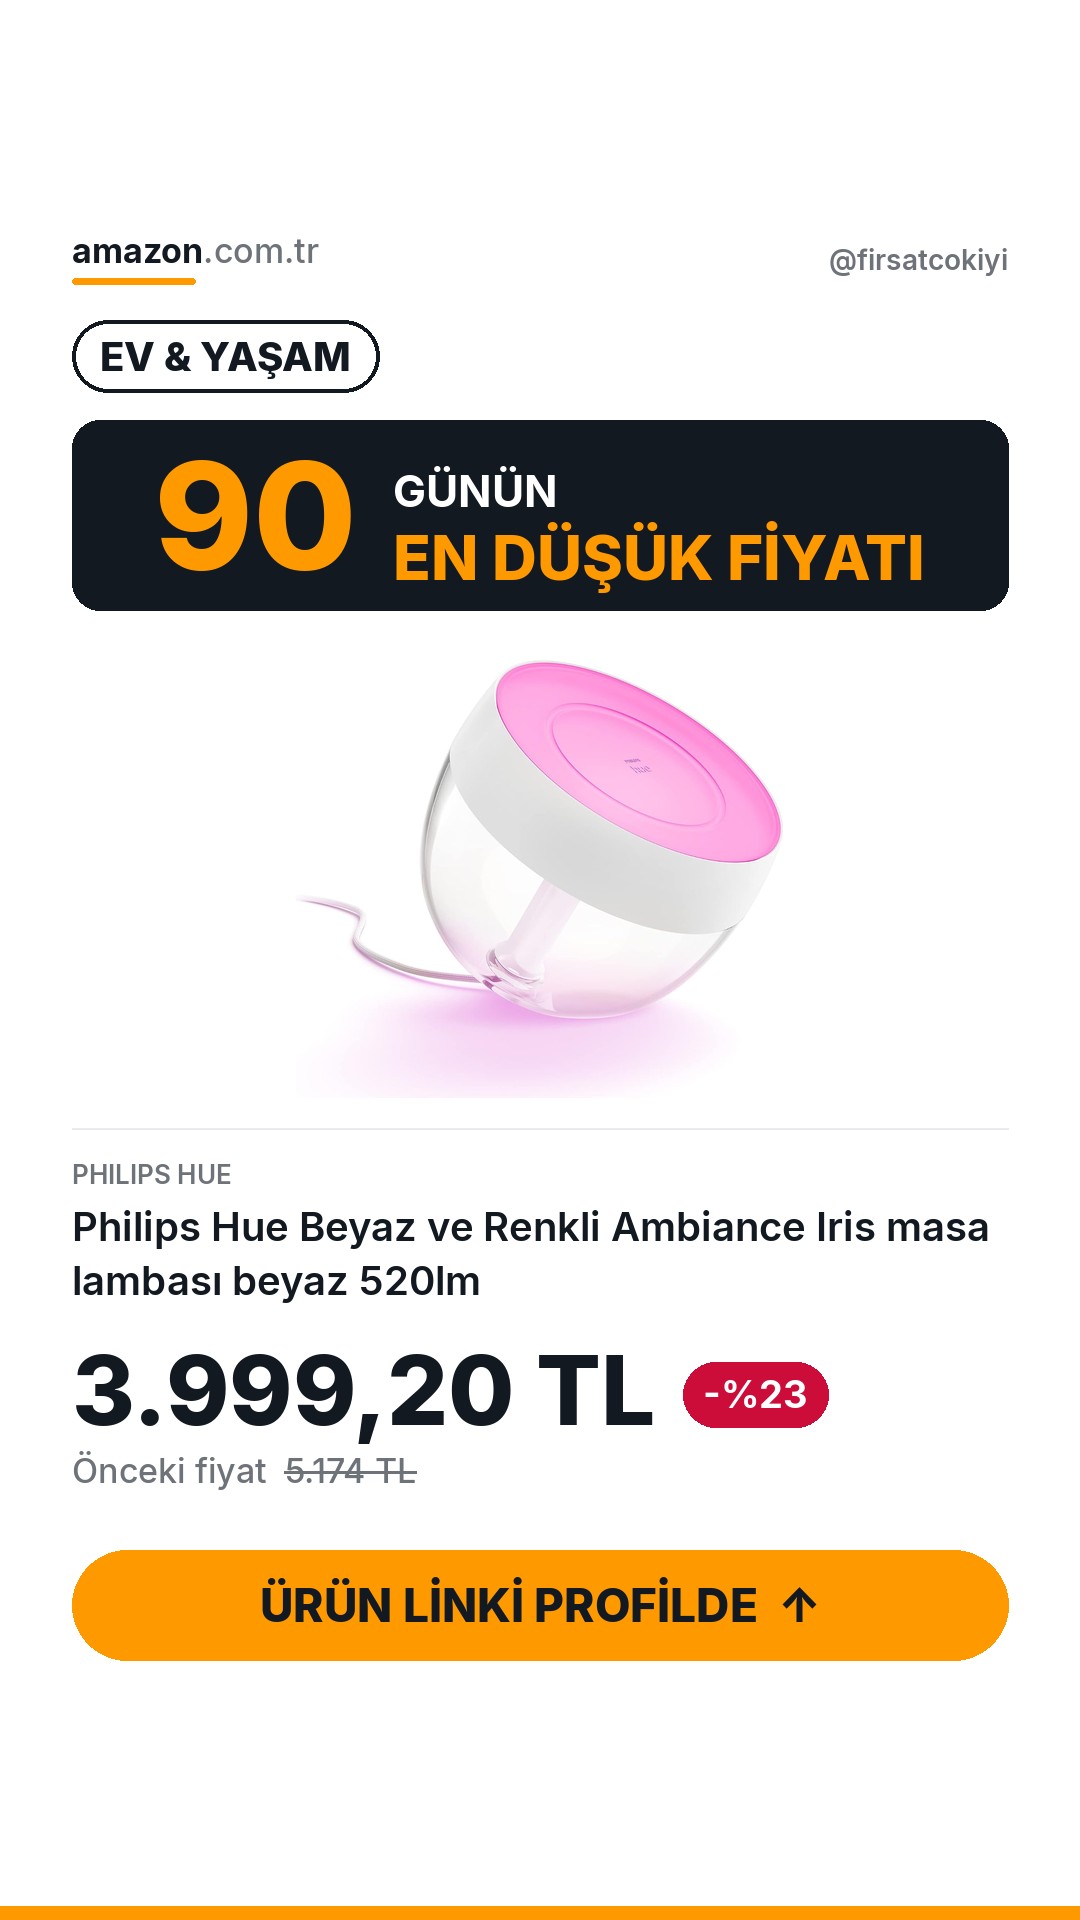 amazon.com.tr
@firsatcokiyi
EV & YAŞAM
90 GÜNÜN
EN DÜŞÜK FİYATI
hue
PHILIPS HUE
Philips Hue Beyaz ve Renkli Ambiance Iris masa
lambası beyaz 520lm
3.999,20 TL -%23
Önceki fiyat 5.174 TL
ÜRÜN LİNKİ PROFİLDE ↑